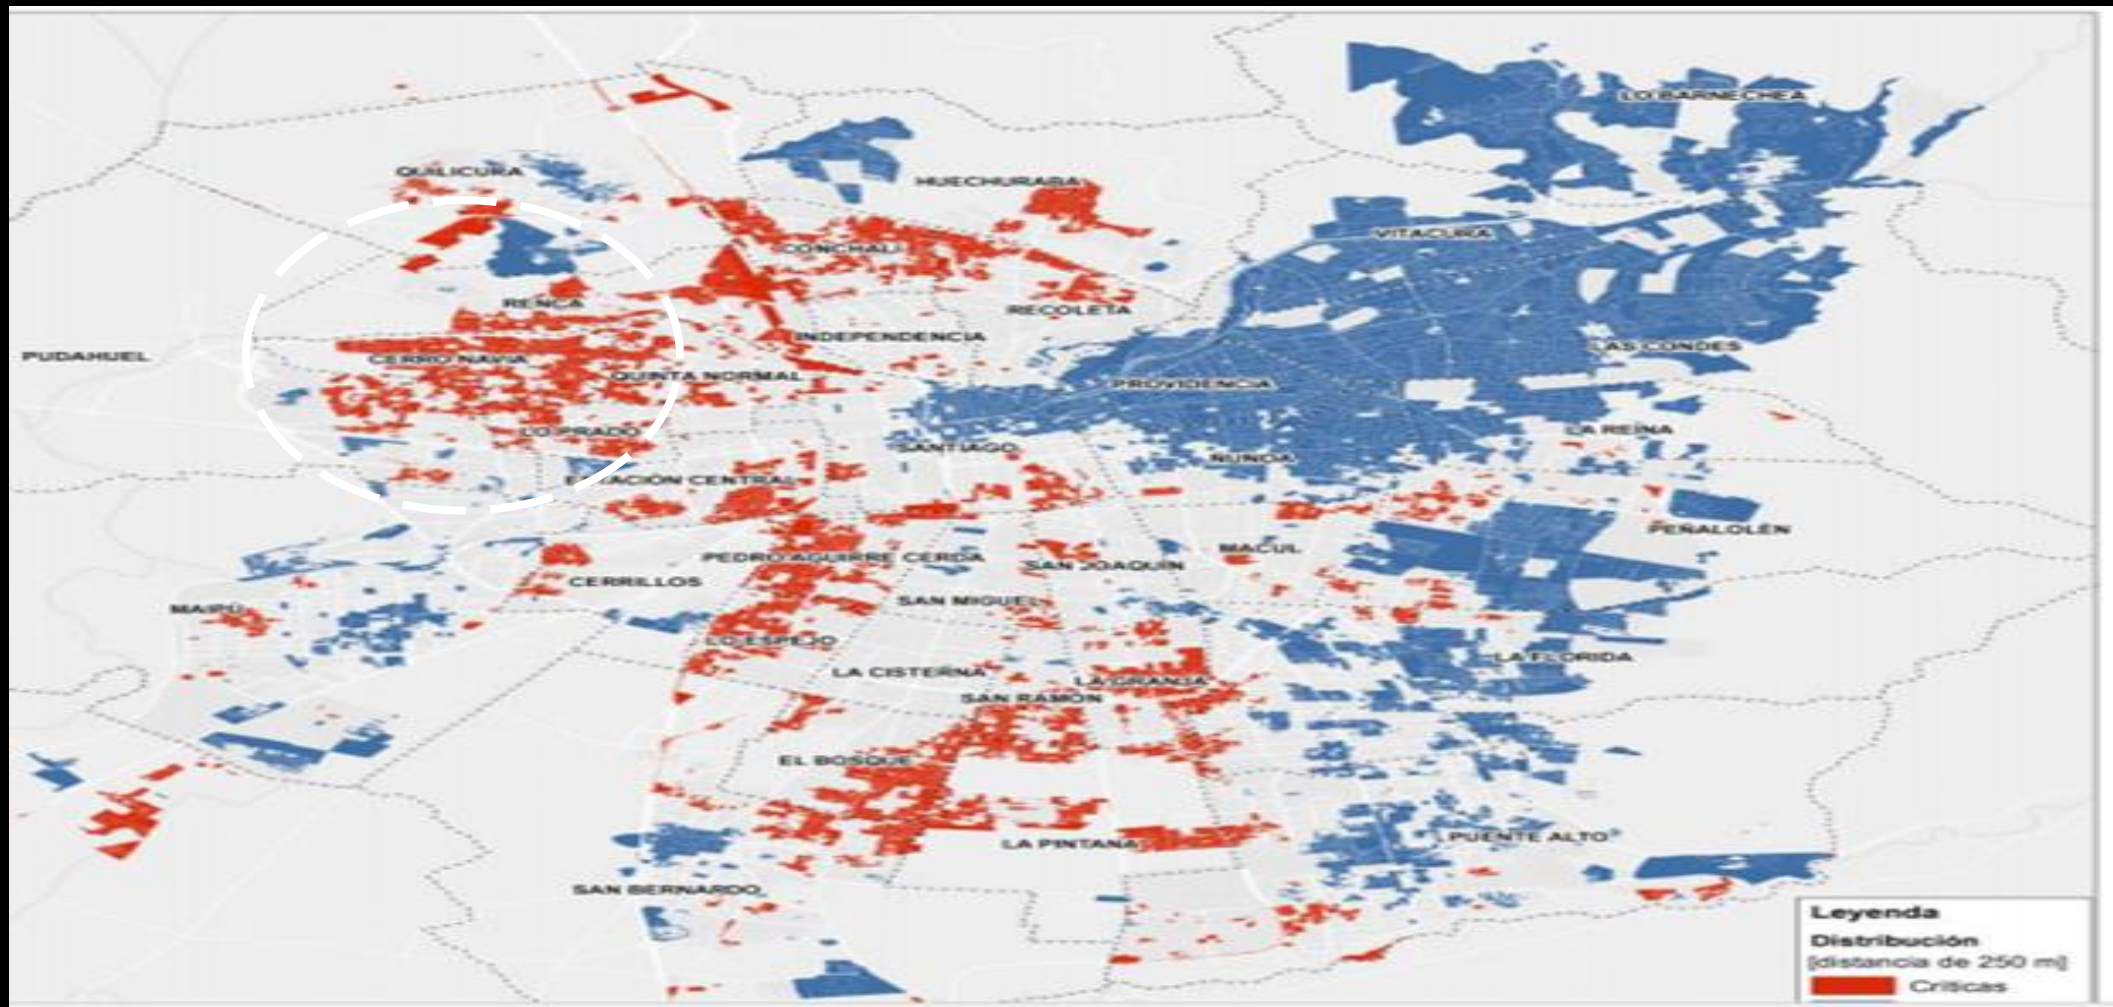 LO BARNECHEA
QUILICURA
HUECHURABA
VITACURA
CONCHALI
RENCA
RECOLETA
INDEPENDENCIA
LAS CONDES
PUDAHUEL
CERRO NAVIA
QUINTA NORMAL
PROVIDENCIA
LO PRADO
LA REINA
SANTIAGO
ÑUÑOA
ESTACIÓN CENTRAL
PEÑALOLÉN
MACUL
PEDRO AGUIRRE CERDA
SAN JOAQUÍN
CERRILLOS
SAN MIGUEL
MAIPÚ
LO ESPEJO
LA FLORIDA
LA CISTERNA
LA GRANJA
SAN RAMÓN
EL BOSQUE
PUENTE ALTO
LA PINTANA
SAN BERNARDO
Leyenda
Distribución
[distancia de 250 m]
Críticas